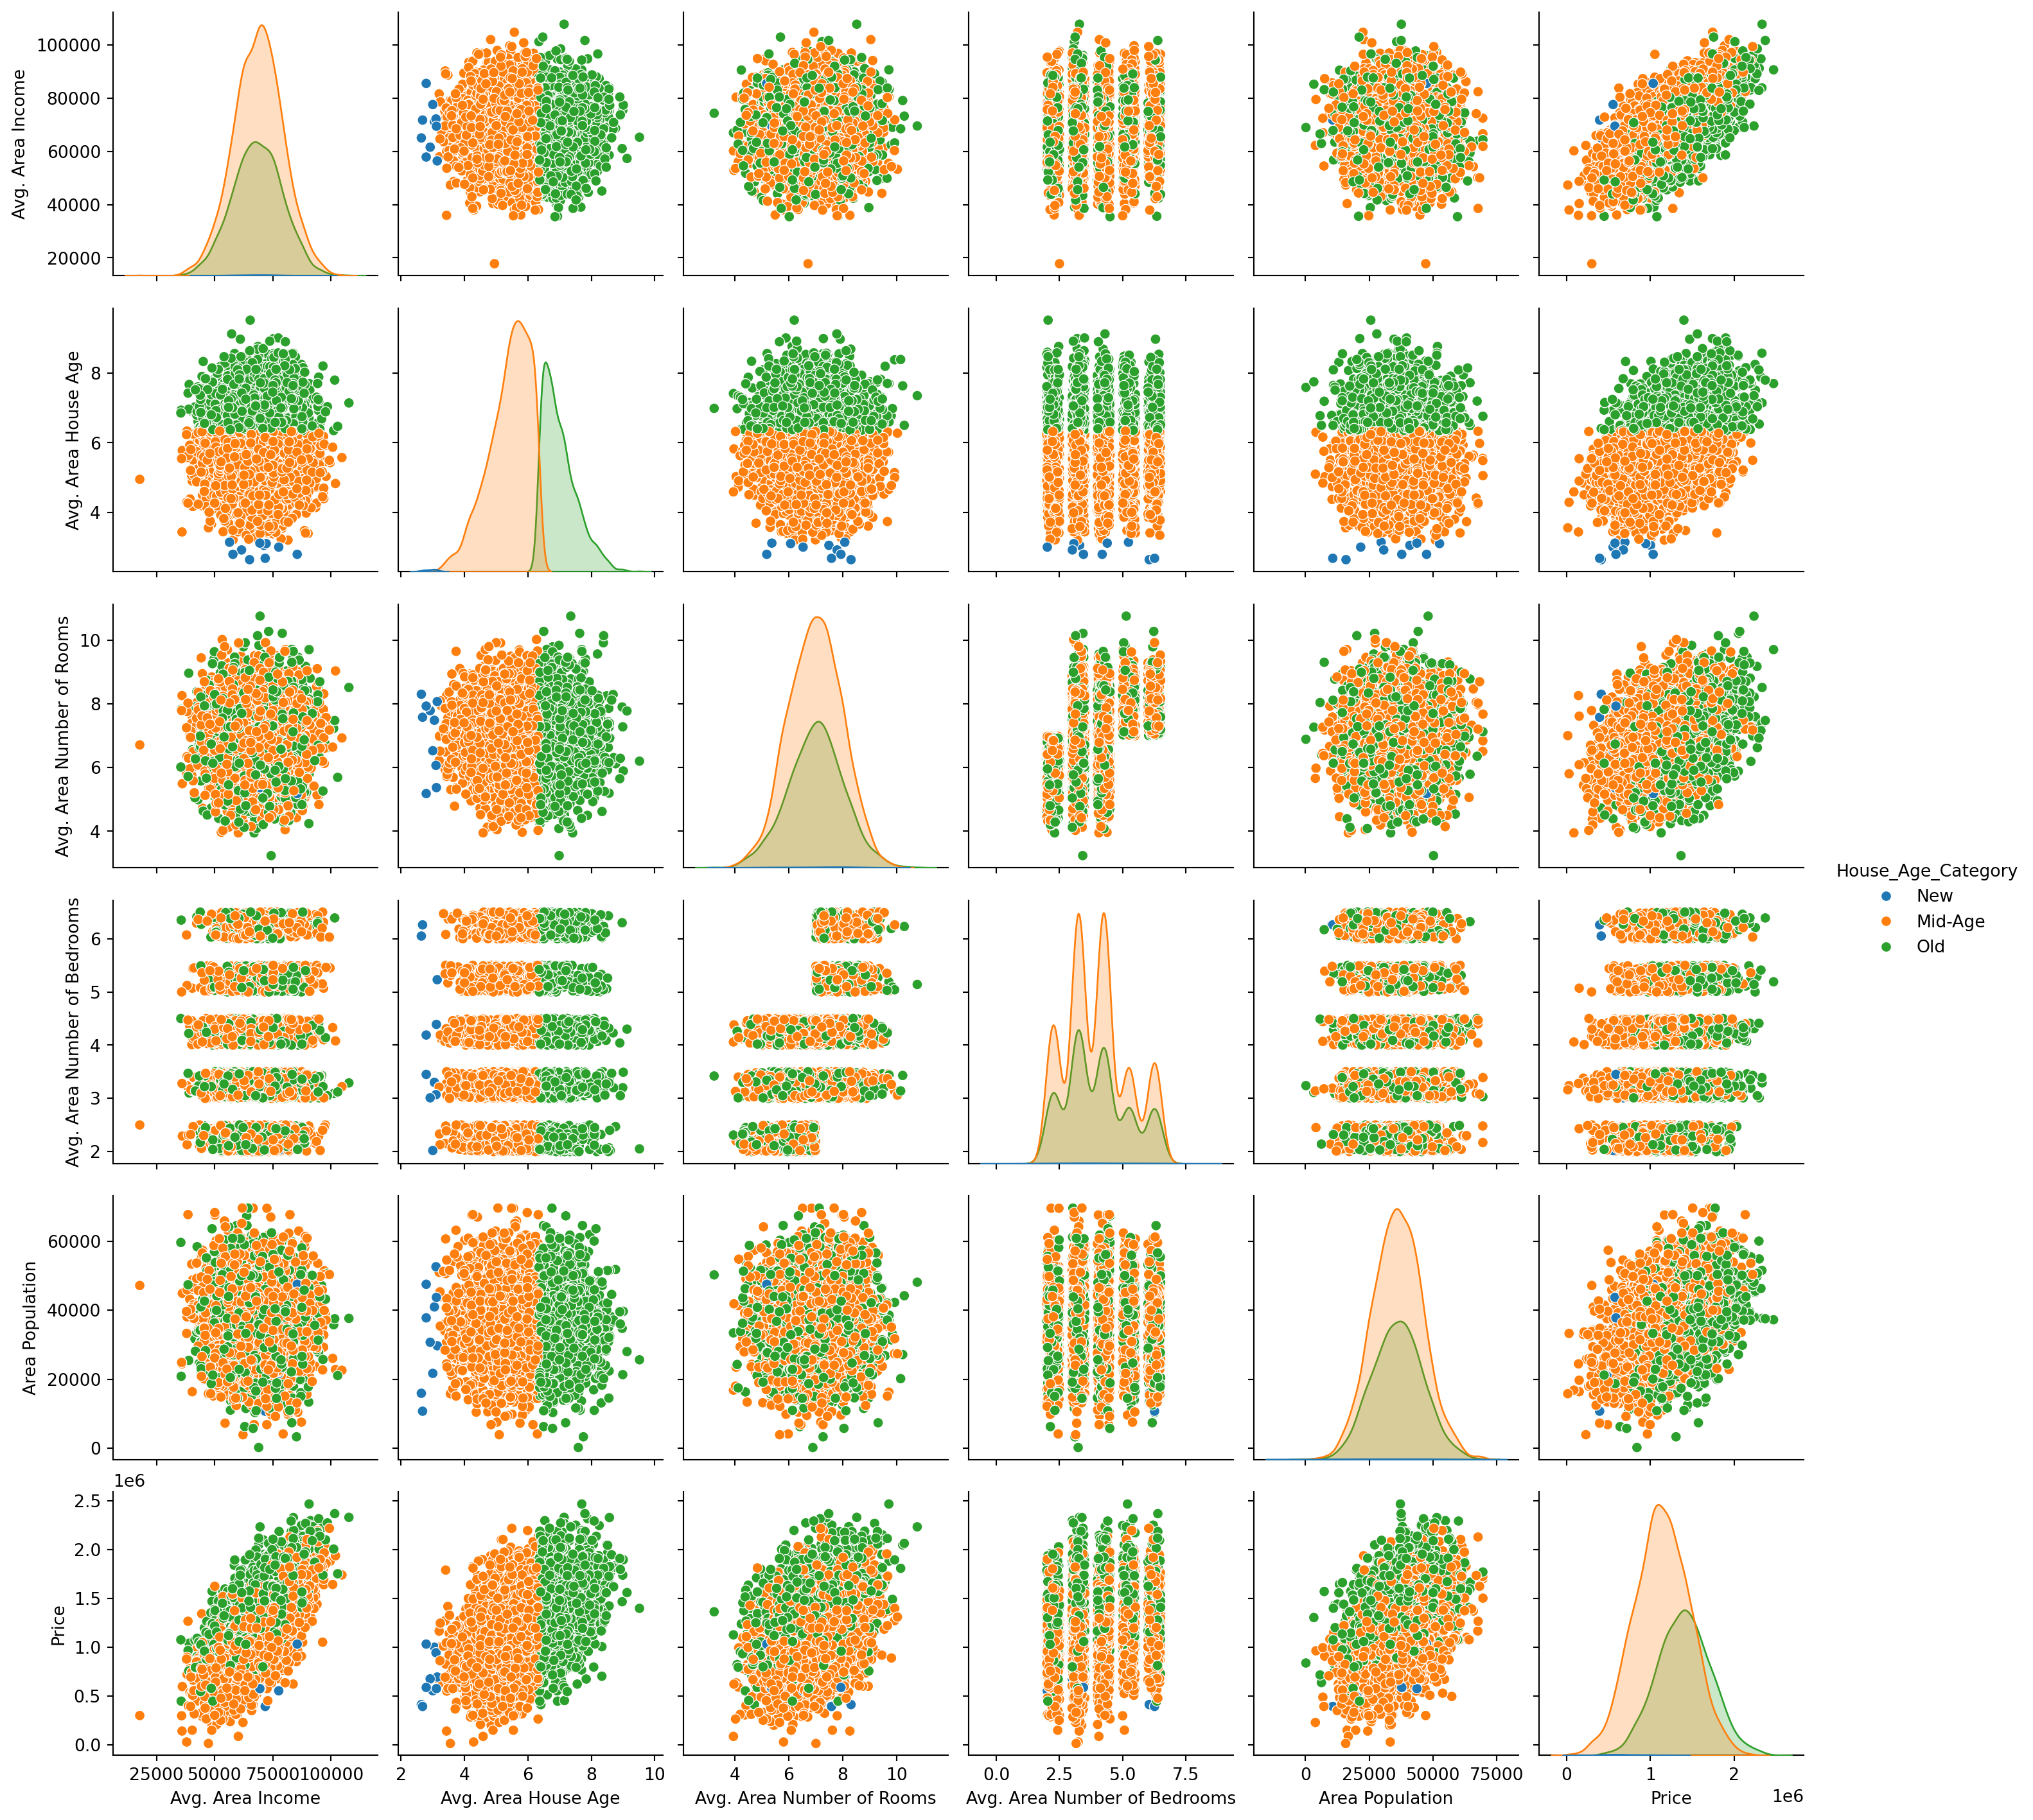 100000
80000
60000
40000
20000
Avg. Area Income
8
6
4
Avg. Area House Age
10
8
6
4
Avg. Area Number of Rooms
House_Age_Category
New
Mid-Age
Old
6
5
4
3
2
Avg. Area Number of Bedrooms
60000
40000
20000
0
Area Population
1e6
2.5
2.0
1.5
1.0
0.5
0.0
Price
25000 50000 75000 100000
2 4 6 8 10
4 6 8 10
0.0 2.5 5.0 7.5
0 25000 50000 75000
0 1 2
1e6
Avg. Area Income
Avg. Area House Age
Avg. Area Number of Rooms
Avg. Area Number of Bedrooms
Area Population
Price